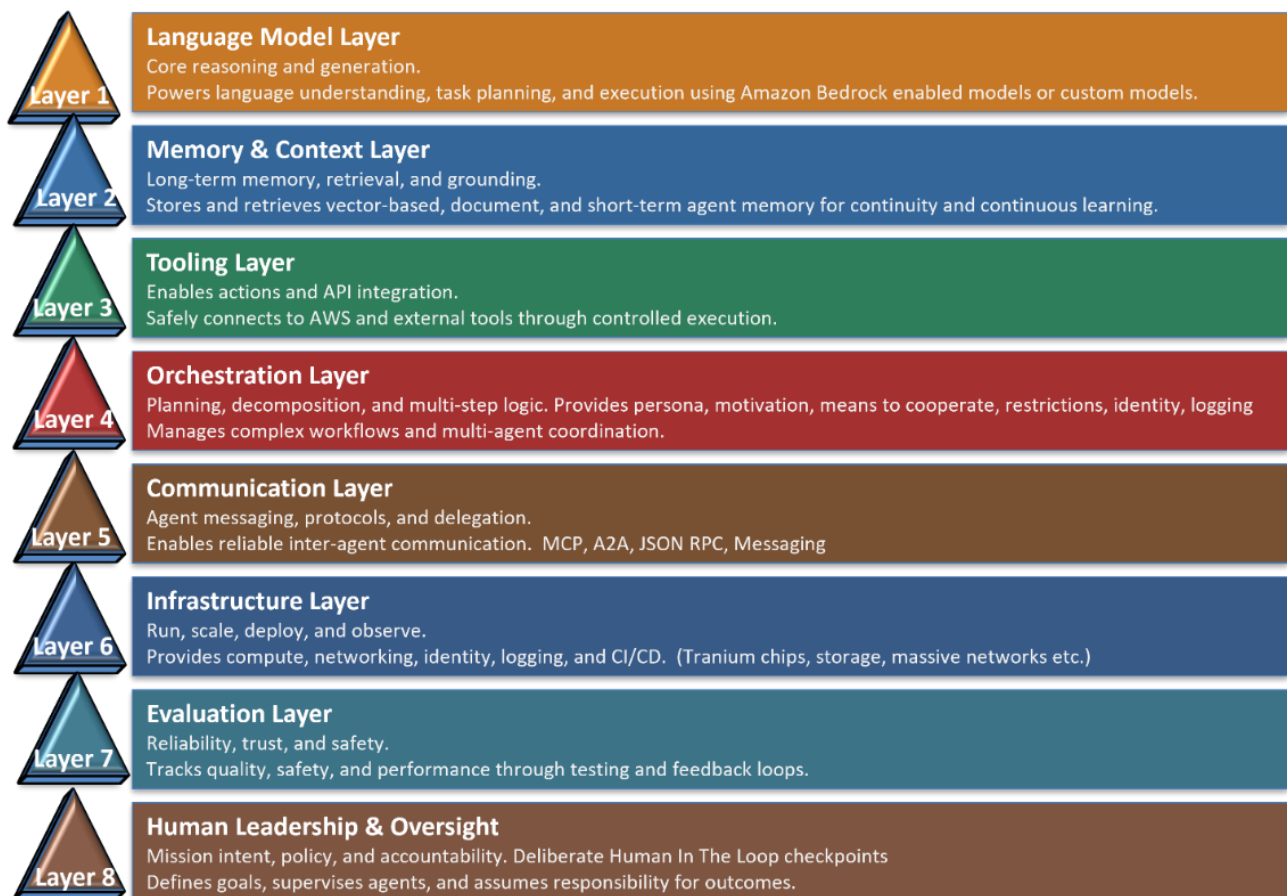 Layer 1
Language Model Layer
Core reasoning and generation.
Powers language understanding, task planning, and execution using Amazon Bedrock enabled models or custom models.
Layer 2
Memory & Context Layer
Long-term memory, retrieval, and grounding.
Stores and retrieves vector-based, document, and short-term agent memory for continuity and continuous learning.
Layer 3
Tooling Layer
Enables actions and API integration.
Safely connects to AWS and external tools through controlled execution.
Layer 4
Orchestration Layer
Planning, decomposition, and multi-step logic. Provides persona, motivation, means to cooperate, restrictions, identity, logging
Manages complex workflows and multi-agent coordination.
Layer 5
Communication Layer
Agent messaging, protocols, and delegation.
Enables reliable inter-agent communication.  MCP, A2A, JSON RPC, Messaging
Layer 6
Infrastructure Layer
Run, scale, deploy, and observe.
Provides compute, networking, identity, logging, and CI/CD.  (Tranium chips, storage, massive networks etc.)
Layer 7
Evaluation Layer
Reliability, trust, and safety.
Tracks quality, safety, and performance through testing and feedback loops.
Layer 8
Human Leadership & Oversight
Mission intent, policy, and accountability. Deliberate Human In The Loop checkpoints
Defines goals, supervises agents, and assumes responsibility for outcomes.